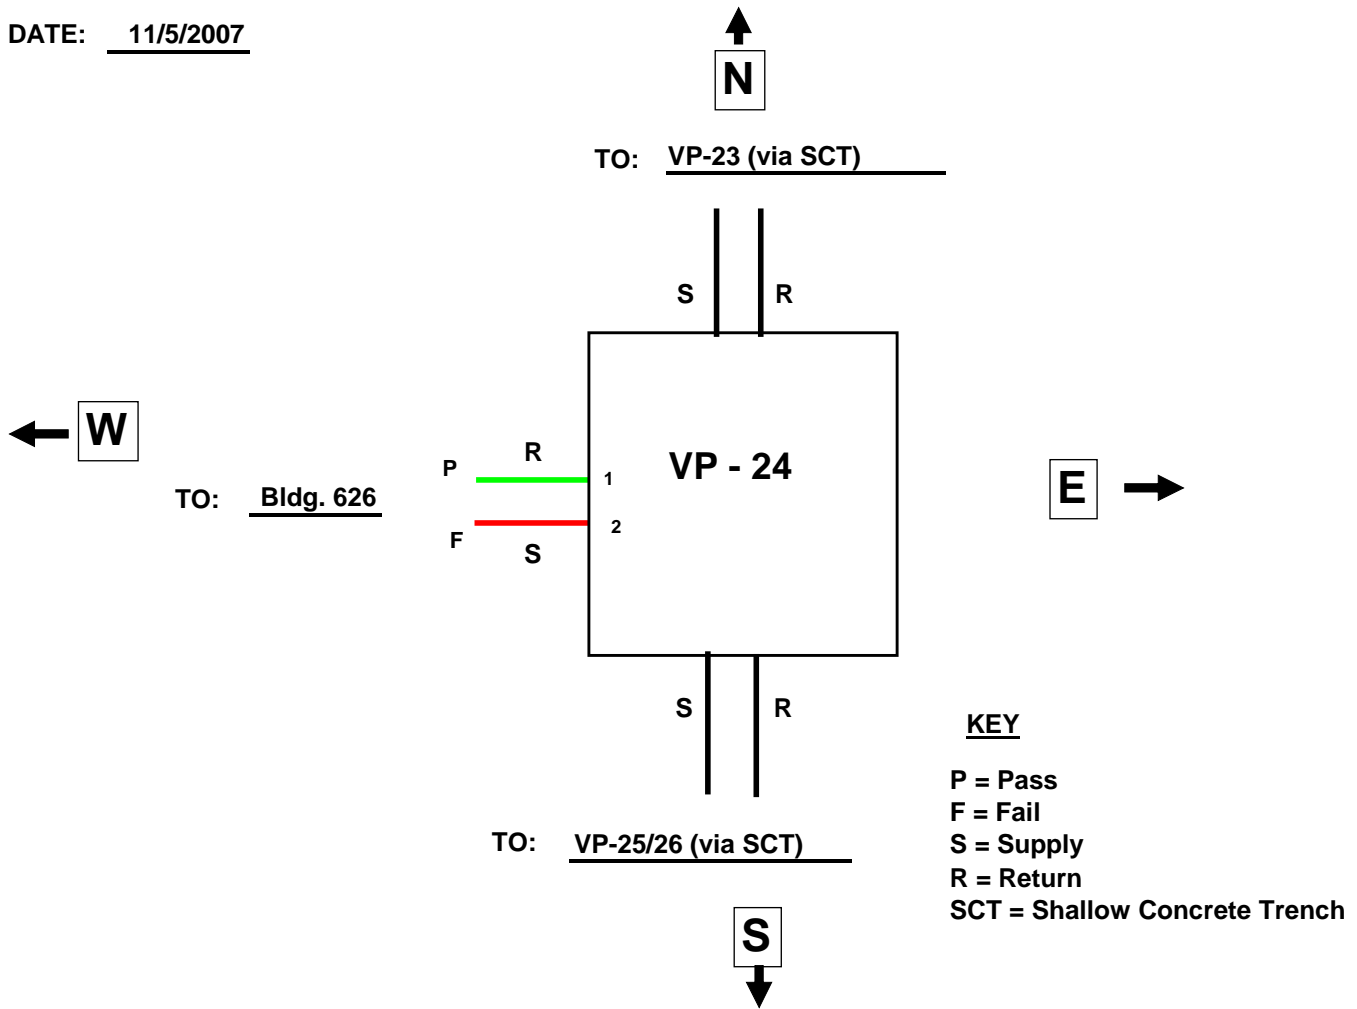 DATE: 11/5/2007
N
TO: VP-23 (via SCT)
S R
W
R
P
1
VP - 24
E
TO: Bldg. 626
2
F
S
S R
KEY
P = Pass
F = Fail
S = Supply
R = Return
SCT = Shallow Concrete Trench
TO: VP-25/26 (via SCT)
S